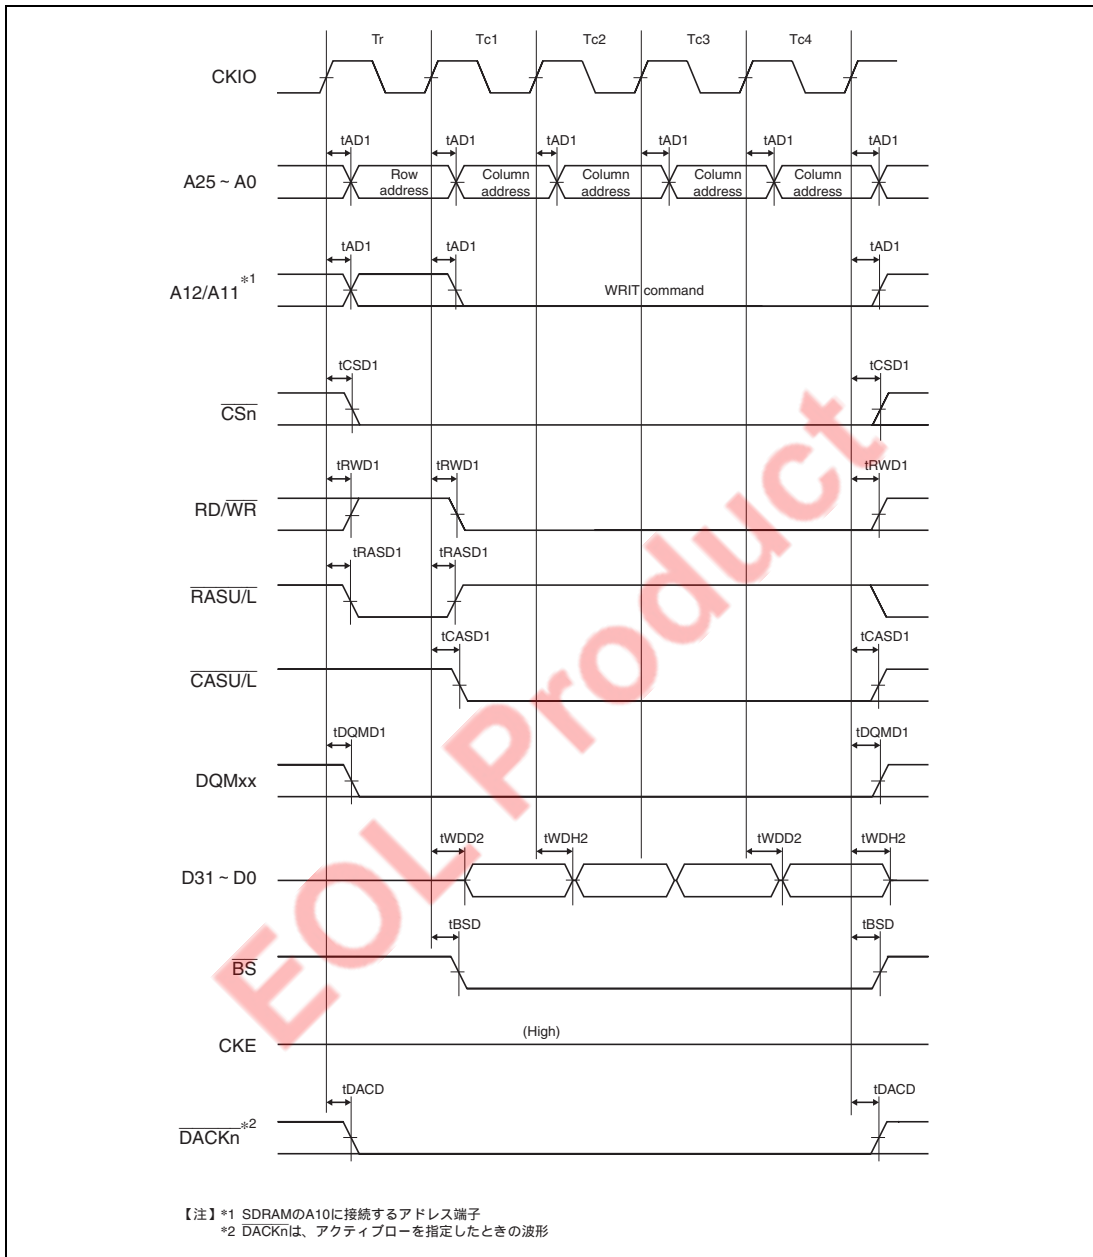 Tr Tc1 Tc2 Tc3 Tc4
CKIO
tAD1 tAD1 tAD1 tAD1 tAD1 tAD1
A25 ~ A0
Row address Column address Column address Column address Column address
tAD1 tAD1 tAD1
A12/A11 *1
WRIT command
tCSD1 tCSD1
CSn
tRWD1 tRWD1 tRWD1
RD/WR
tRASD1 tRASD1
RASU/L
tCASD1 tCASD1
CASU/L
tDQMD1 tDQMD1
DQMxx
tWDD2 tWDH2 tWDD2 tWDH2
D31 ~ D0
tBSD tBSD
BS
(High)
CKE
tDACD tDACD
DACKn *2
【注】*1 SDRAMのA10に接続するアドレス端子
*2 DACKnは、アクティブローを指定したときの波形
EOL Product